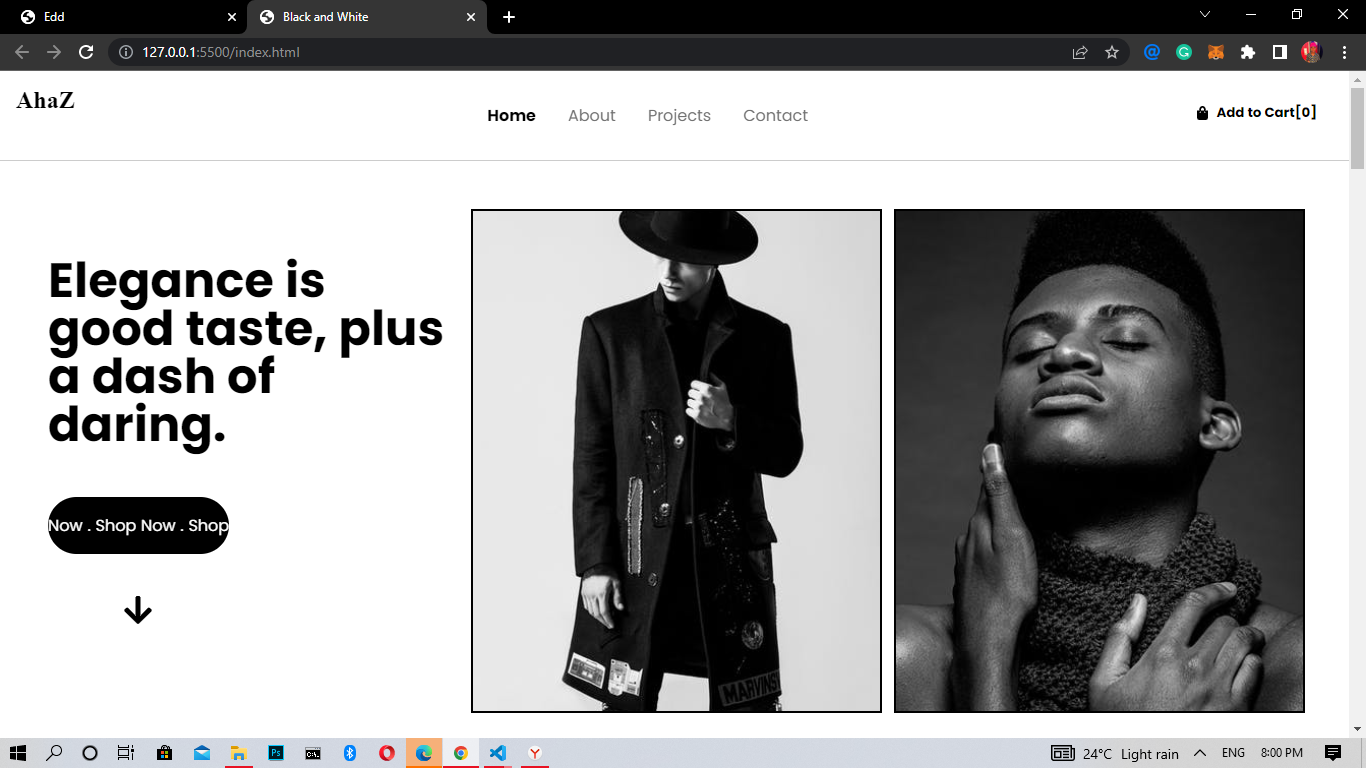 Edd
Black and White
127.0.0.1:5500/index.html
AhaZ
Home
About
Projects
Contact
Add to Cart[0]
Elegance is
good taste, plus
a dash of
daring.
Now . Shop Now . Shop
MARVINS
24°C Light rain
ENG
8:00 PM